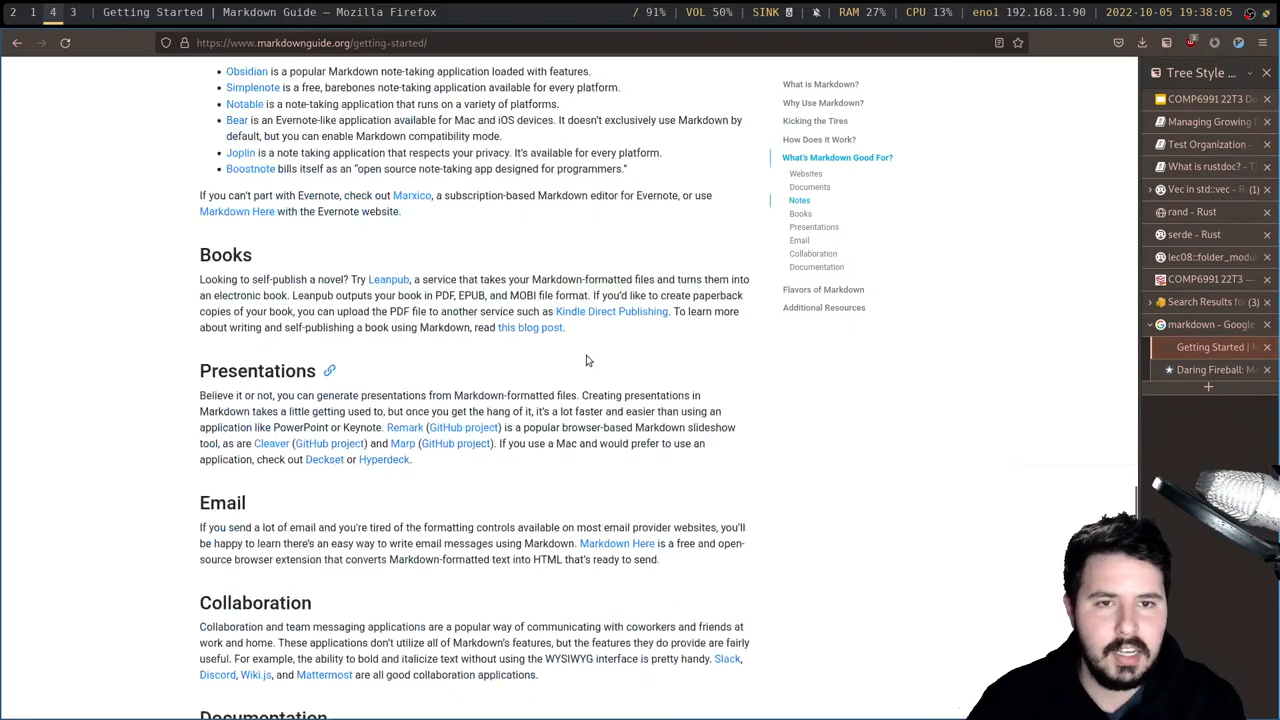 2 1 4 3 Getting Started | Markdown Guide — Mozilla Firefox / 91% | VOL 50% | SINK | RAM 27% | CPU 13% | eno1 192.168.1.90 | 2022-10-05 19:38:05
https://www.markdownguide.org/getting-started/
3
• Obsidian is a popular Markdown note-taking application loaded with features.
• Simplenote is a free, barebones note-taking application available for every platform.
• Notable is a note-taking application that runs on a variety of platforms.
• Bear is an Evernote-like application available for Mac and iOS devices. It doesn't exclusively use Markdown by
default, but you can enable Markdown compatibility mode.
• Joplin is a note taking application that respects your privacy. It's available for every platform.
• Boostnote bills itself as an “open source note-taking app designed for programmers.”
If you can't part with Evernote, check out Marxico, a subscription-based Markdown editor for Evernote, or use
Markdown Here with the Evernote website.
Books
Looking to self-publish a novel? Try Leanpub, a service that takes your Markdown-formatted files and turns them into
an electronic book. Leanpub outputs your book in PDF, EPUB, and MOBI file format. If you'd like to create paperback
copies of your book, you can upload the PDF file to another service such as Kindle Direct Publishing. To learn more
about writing and self-publishing a book using Markdown, read this blog post.
Presentations
Believe it or not, you can generate presentations from Markdown-formatted files. Creating presentations in
Markdown takes a little getting used to, but once you get the hang of it, it's a lot faster and easier than using an
application like PowerPoint or Keynote. Remark (GitHub project) is a popular browser-based Markdown slideshow
tool, as are Cleaver (GitHub project) and Marp (GitHub project). If you use a Mac and would prefer to use an
application, check out Deckset or Hyperdeck.
Email
If you send a lot of email and you're tired of the formatting controls available on most email provider websites, you'll
be happy to learn there's an easy way to write email messages using Markdown. Markdown Here is a free and open-
source browser extension that converts Markdown-formatted text into HTML that's ready to send.
Collaboration
Collaboration and team messaging applications are a popular way of communicating with coworkers and friends at
work and home. These applications don't utilize all of Markdown's features, but the features they do provide are fairly
useful. For example, the ability to bold and italicize text without using the WYSIWYG interface is pretty handy. Slack,
Discord, Wiki.js, and Mattermost are all good collaboration applications.
Documentation
What is Markdown?
Why Use Markdown?
Kicking the Tires
How Does It Work?
What's Markdown Good For?
Websites
Documents
Notes
Books
Presentations
Email
Collaboration
Documentation
Flavors of Markdown
Additional Resources
Tree Style ...
COMP6991 22T3 Do
Managing Growing P
Test Organization -
What is rustdoc? - T
Vec in std::vec - R (1)
rand - Rust
serde - Rust
lec08::folder_modu
COMP6991 22T3 —
Search Results fo (3)
markdown - Google
Getting Started | M
Daring Fireball: Ma